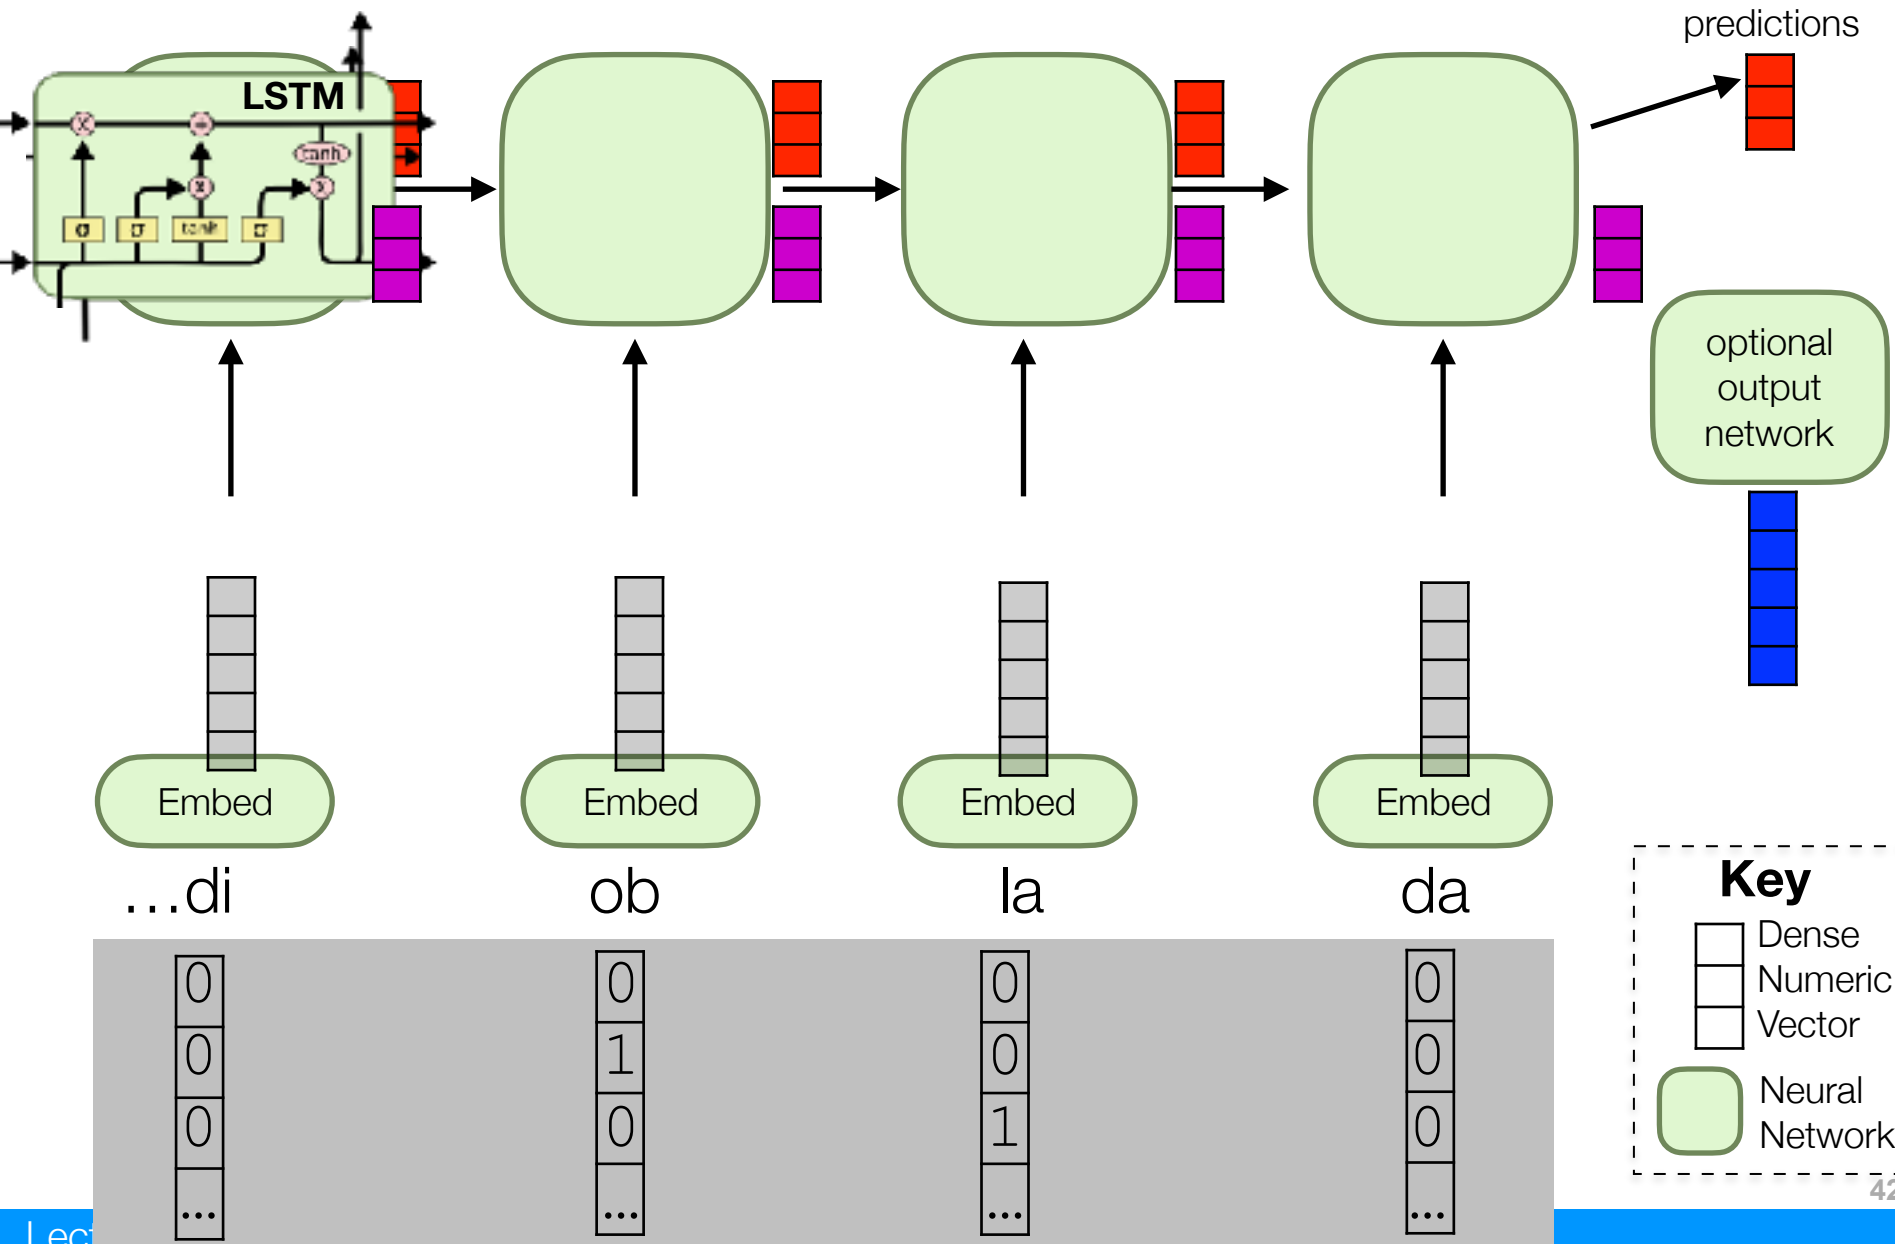 predictions
LSTM
x
+
tanh
x
x
σ
σ
tanh
σ
optional
output
network
Embed
Embed
Embed
Embed
...di
ob
la
da
0
0
0
...
0
1
0
...
0
0
1
...
0
0
0
...
Key
Dense
Numeric
Vector
Neural
Network
42